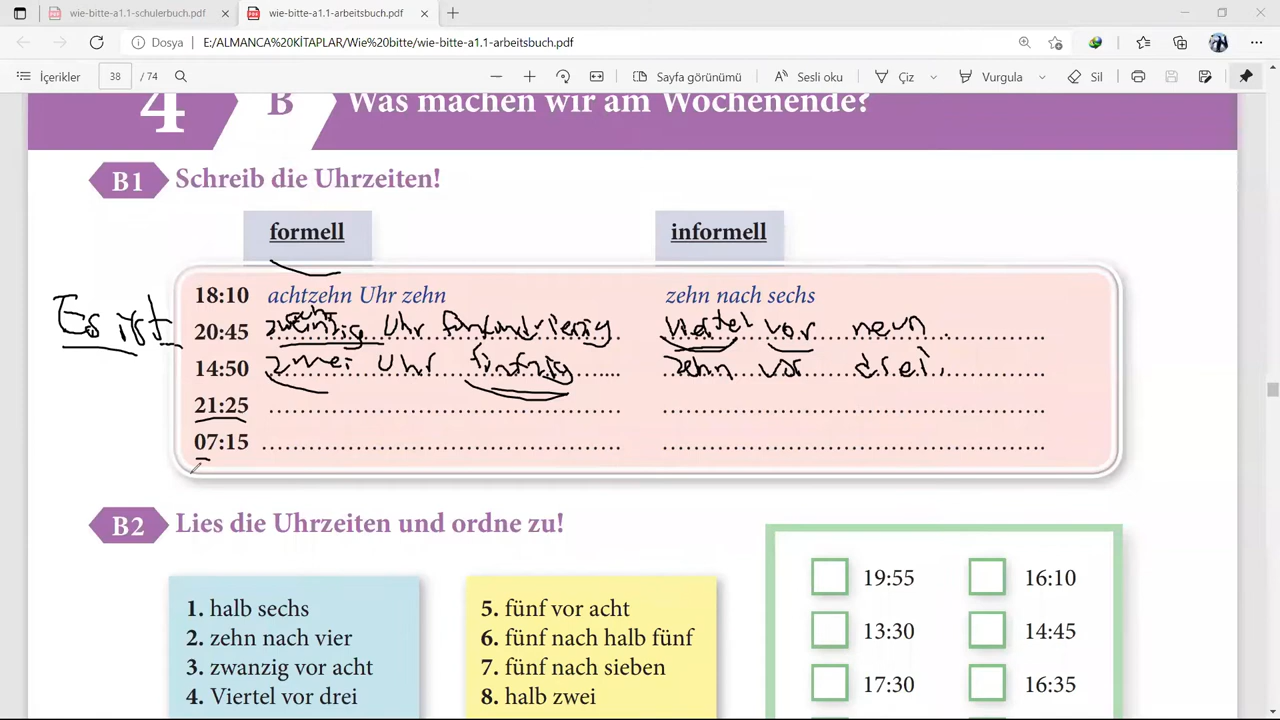 wie-bitte-a1.1-schulerbuch.pdf
wie-bitte-a1.1-arbeitsbuch.pdf
Dosya
E:/ALMANCA%20KİTAPLAR/Wie%20bitte/wie-bitte-a1.1-arbeitsbuch.pdf
İçerikler 38 / 74 Sayfa görünümü Sesli oku Çiz Vurgula Sil
4 B Was machen wir am Wochenende?
B1 Schreib die Uhrzeiten!
formell informell
18:10 achtzehn Uhr zehn zehn nach sechs
Es ist
20:45 zwanzig Uhr fünfundvierzig Viertel vor neun.
14:50 zwei Uhr fünfzig zehn vor drei.
21:25
07:15
B2 Lies die Uhrzeiten und ordne zu!
1. halb sechs
2. zehn nach vier
3. zwanzig vor acht
4. Viertel vor drei
5. fünf vor acht
6. fünf nach halb fünf
7. fünf nach sieben
8. halb zwei
19:55 16:10
13:30 14:45
17:30 16:35